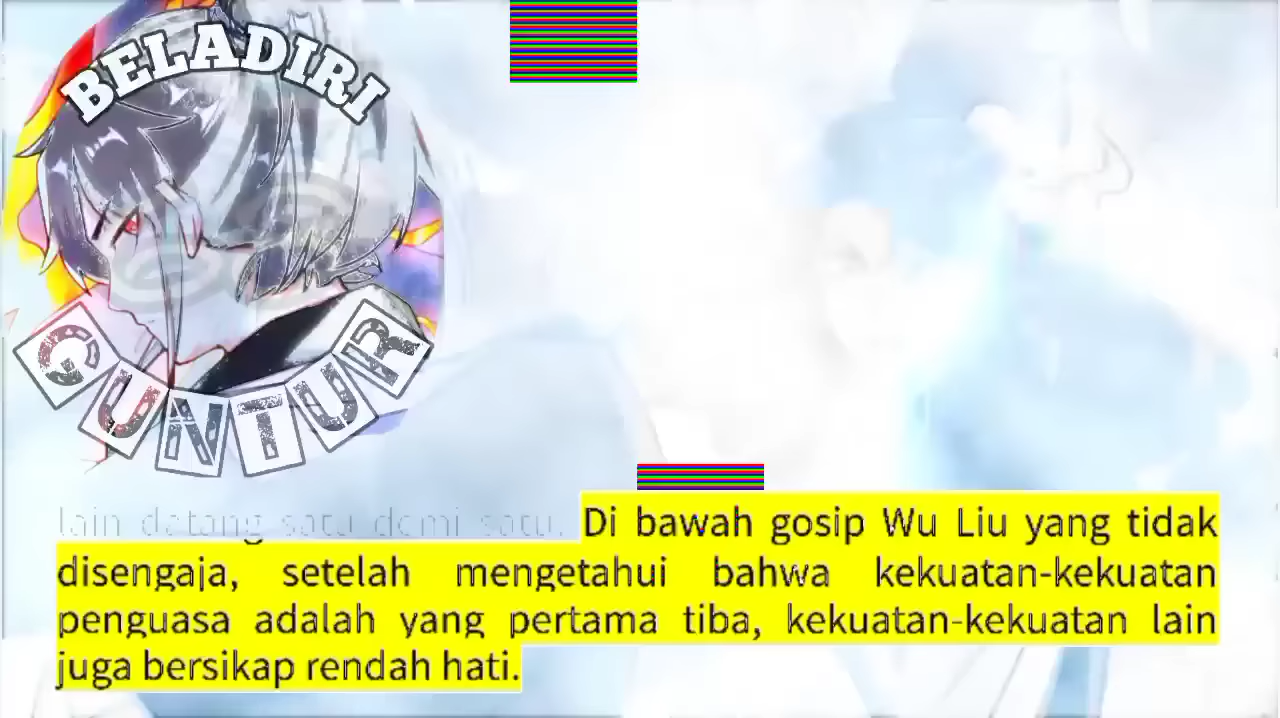 BELADIRI
GUNTUR
lain datang satu demi satu. Di bawah gosip Wu Liu yang tidak
disengaja, setelah mengetahui bahwa kekuatan-kekuatan
penguasa adalah yang pertama tiba, kekuatan-kekuatan lain
juga bersikap rendah hati.